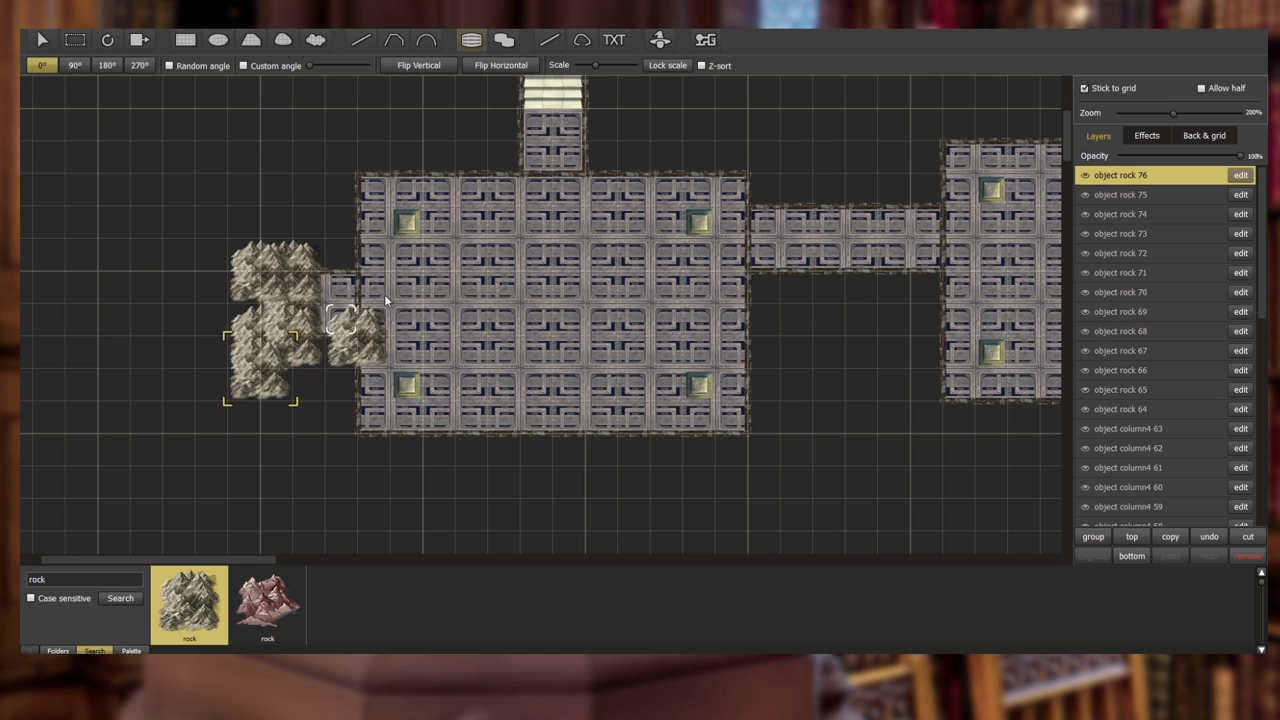 TXT
0° 90° 180° 270° Random angle Custom angle Flip Vertical Flip Horizontal Scale Lock scale Z-sort
Stick to grid Allow half
Zoom 200%
Layers Effects Back & grid
Opacity 100%
object rock 76 edit
object rock 75 edit
object rock 74 edit
object rock 73 edit
object rock 72 edit
object rock 71 edit
object rock 70 edit
object rock 69 edit
object rock 68 edit
object rock 67 edit
object rock 66 edit
object rock 65 edit
object rock 64 edit
object column4 63 edit
object column4 62 edit
object column4 61 edit
object column4 60 edit
object column4 59 edit
object column4 58 edit
group top copy undo cut
bottom remove
rock
Case sensitive Search
rock rock
Folders Search Palette